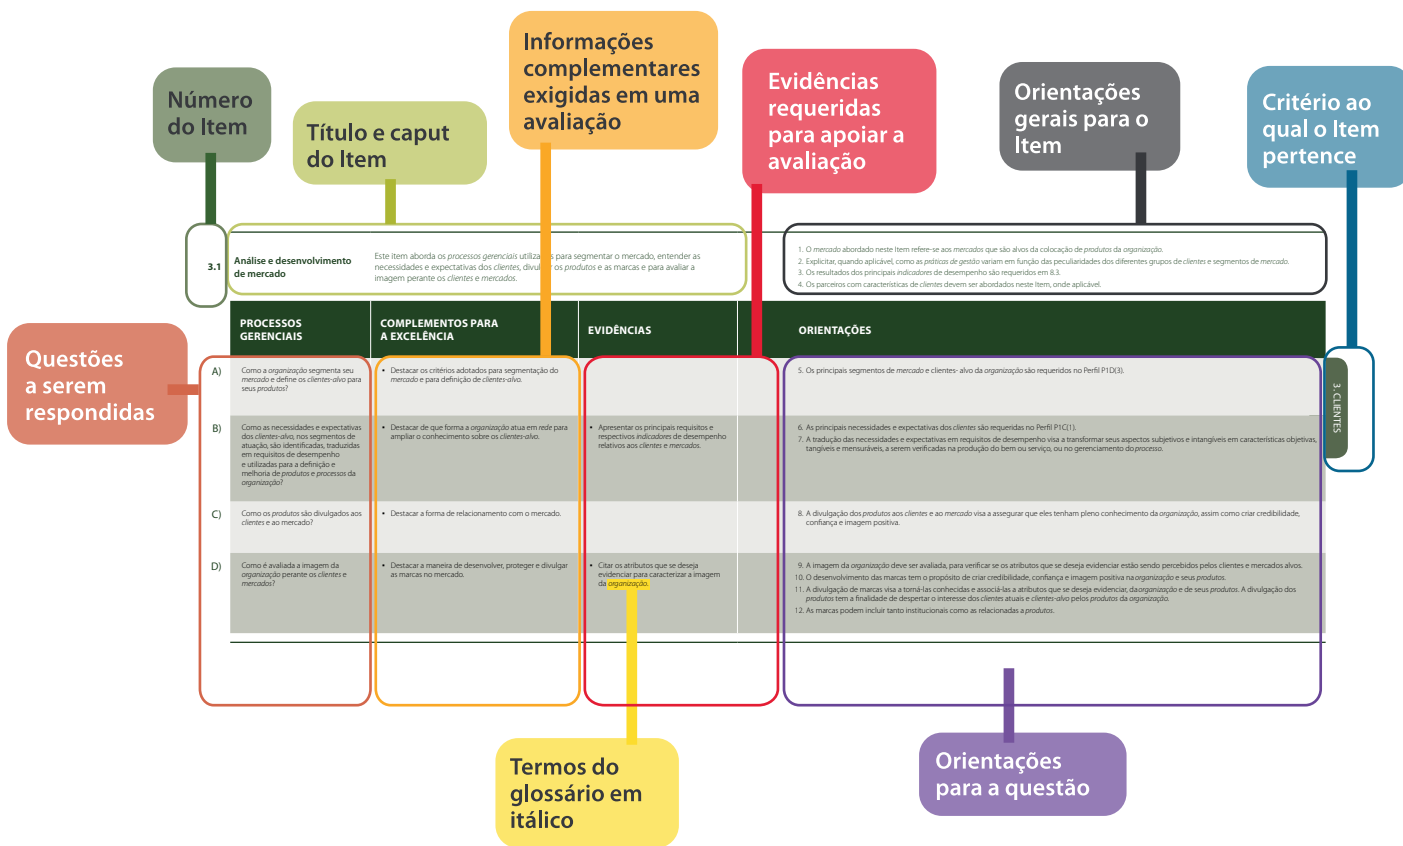 Número
do Item
Título e caput
do Item
Informações
complementares
exigidas em uma
avaliação
Evidências
requeridas
para apoiar a
avaliação
Orientações
gerais para o
Item
Critério ao
qual o Item
pertence
3.1
Análise e desenvolvimento
de mercado
Este item aborda os processos gerenciais para segmentar o mercado, entender as
necessidades e expectativas dos clientes, os produtos e as marcas e para avaliar a
imagem perante os clientes e mercados.
1. O mercado abordado neste Item refere-se aos mercados que são alvos da colocação de produtos da organização.
2. Explicitar, quando aplicável, como as práticas de gestão variam em função das peculiaridades dos diferentes grupos de clientes e segmentos de mercado.
3. Os resultados dos principais indicadores de desempenho são requeridos em 8.3.
4. Os parceiros com características de clientes devem ser abordados neste Item, onde aplicável.
PROCESSOS
GERENCIAIS
COMPLEMENTOS PARA
A EXCELÊNCIA
EVIDÊNCIAS
ORIENTAÇÕES
Questões
a serem
respondidas
A)
Como a organização segmenta seu
mercado e define os clientes-alvo para
seus produtos?
• Destacar os critérios adotados para segmentação do
mercado e para definição de clientes-alvo.
5. Os principais segmentos de mercado e clientes- alvo da organização são requeridos no Perfil P1D(3).
3. CLIENTES
B)
Como as necessidades e expectativas
dos clientes-alvo, nos segmentos de
atuação, são identificadas, traduzidas
em requisitos de desempenho
e utilizadas para a definição e
melhoria de produtos e processos da
organização?
• Destacar de que forma a organização atua em rede para
ampliar o conhecimento sobre os clientes-alvo.
• Apresentar os principais requisitos e
respectivos indicadores de desempenho
relativos aos clientes e mercados.
6. As principais necessidades e expectativas dos clientes são requeridas no Perfil P1C(1).
7. A tradução das necessidades e expectativas em requisitos de desempenho visa a transformar seus aspectos subjetivos e intangíveis em características objetivas,
tangíveis e mensuráveis, a serem verificadas na produção do bem ou serviço, ou no gerenciamento do processo.
C)
Como os produtos são divulgados aos
clientes e ao mercado?
• Destacar a forma de relacionamento com o mercado.
8. A divulgação dos produtos aos clientes e ao mercado visa a assegurar que eles tenham pleno conhecimento da organização, assim como criar credibilidade,
confiança e imagem positiva.
D)
Como é avaliada a imagem da
organização perante os clientes e
mercados?
• Destacar a maneira de desenvolver, proteger e divulgar
as marcas no mercado.
• Citar os atributos que se deseja
evidenciar para caracterizar a imagem
da organização.
9. A imagem da organização deve ser avaliada, para verificar se os atributos que se deseja evidenciar estão sendo percebidos pelos clientes e mercados alvos.
10. O desenvolvimento das marcas tem o propósito de criar credibilidade, confiança e imagem positiva na organização e seus produtos.
11. A divulgação de marcas visa a torná-las conhecidas e associá-las a atributos que se deseja evidenciar, da organização e de seus produtos. A divulgação dos
produtos tem a finalidade de despertar o interesse dos clientes atuais e clientes-alvo pelos produtos da organização.
12. As marcas podem incluir tanto institucionais como as relacionadas a produtos.
Termos do
glossário em
itálico
Orientações
para a questão